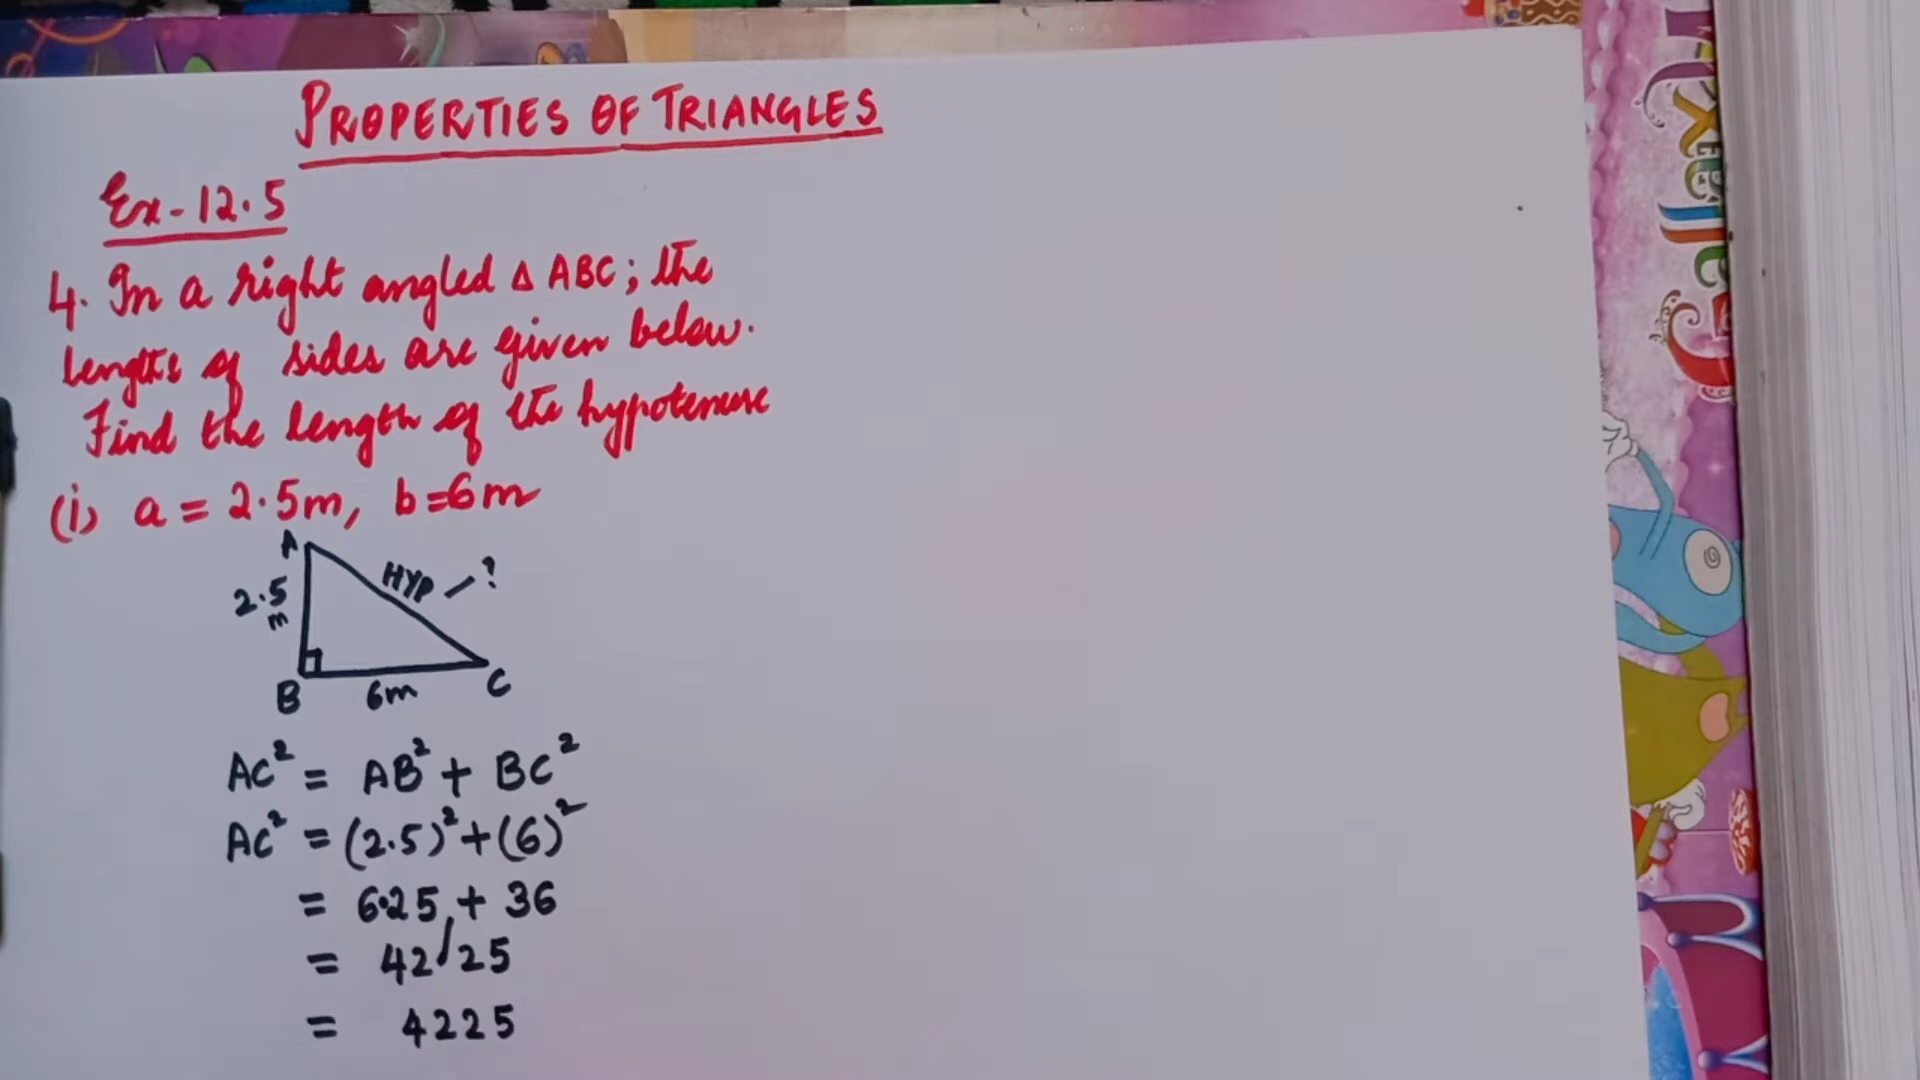 PROPERTIES OF TRIANGLES
Ex-12.5
4. In a right angled Δ ABC; the
lengths of sides are given below.
Find the length of the hypotenuse
(i) a = 2.5m, b=6m
A
HYP - ?
2.5
m
B
6m
C
AC² = AB² + BC²
AC² = (2.5)² + (6)²
= 6.25 + 36
= 42/25
= 4225